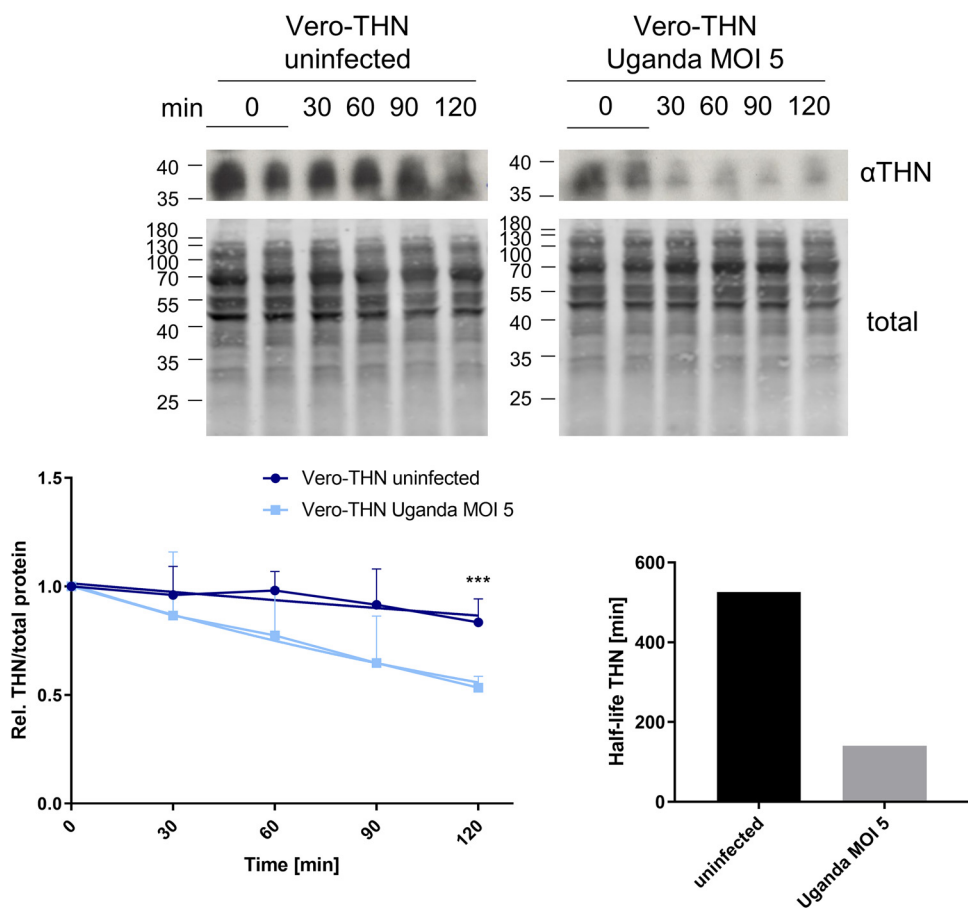 Vero-THN
uninfected
Vero-THN
Uganda MOI 5
min 0 30 60 90 120
0 30 60 90 120
40
35
40
35
αTHN
180
130
100
70
55
40
35
25
180
130
100
70
55
40
35
25
total
Vero-THN uninfected
Vero-THN Uganda MOI 5
1.5
1.0
0.5
0.0
***
Rel. THN/total protein
0 30 60 90 120
Time [min]
600
400
200
0
Half-life THN [min]
uninfected
Uganda MOI 5